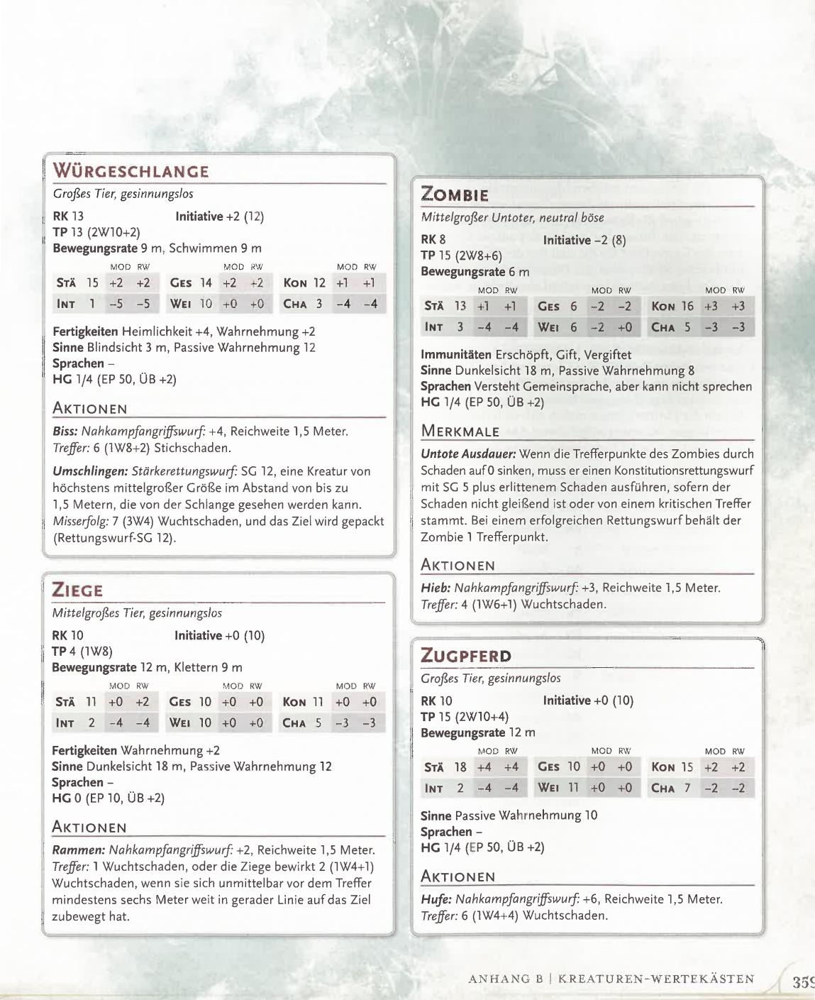 WÜRGESCHLANGE
Großes Tier, gesinnungslos
RK 13 Initiative +2 (12)
TP 13 (2W10+2)
Bewegungsrate 9 m, Schwimmen 9 m
MOD RW MOD RW MOD RW
STÄ 15 +2 +2 GES 14 +2 +2 KON 12 +1 +1
INT 1 –5 –5 WEI 10 +0 +0 CHA 3 –4 –4
Fertigkeiten Heimlichkeit +4, Wahrnehmung +2
Sinne Blindsicht 3 m, Passive Wahrnehmung 12
Sprachen –
HG 1/4 (EP 50, ÜB +2)
AKTIONEN
Biss: Nahkampfangriffswurf: +4, Reichweite 1,5 Meter.
Treffer: 6 (1W8+2) Stichschaden.
Umschlingen: Stärkerettungswurf: SG 12, eine Kreatur von
höchstens mittelgroßer Größe im Abstand von bis zu
1,5 Metern, die von der Schlange gesehen werden kann.
Misserfolg: 7 (3W4) Wuchtschaden, und das Ziel wird gepackt
(Rettungswurf-SG 12).
ZIEGE
Mittelgroßes Tier, gesinnungslos
RK 10 Initiative +0 (10)
TP 4 (1W8)
Bewegungsrate 12 m, Klettern 9 m
MOD RW MOD RW MOD RW
STÄ 11 +0 +2 GES 10 +0 +0 KON 11 +0 +0
INT 2 –4 –4 WEI 10 +0 +0 CHA 5 –3 –3
Fertigkeiten Wahrnehmung +2
Sinne Dunkelsicht 18 m, Passive Wahrnehmung 12
Sprachen –
HG 0 (EP 10, ÜB +2)
AKTIONEN
Rammen: Nahkampfangriffswurf: +2, Reichweite 1,5 Meter.
Treffer: 1 Wuchtschaden, oder die Ziege bewirkt 2 (1W4+1)
Wuchtschaden, wenn sie sich unmittelbar vor dem Treffer
mindestens sechs Meter weit in gerader Linie auf das Ziel
zubewegt hat.
ZOMBIE
Mittelgroßer Untoter, neutral böse
RK 8 Initiative –2 (8)
TP 15 (2W8+6)
Bewegungsrate 6 m
MOD RW MOD RW MOD RW
STÄ 13 +1 +1 GES 6 –2 –2 KON 16 +3 +3
INT 3 –4 –4 WEI 6 –2 +0 CHA 5 –3 –3
Immunitäten Erschöpft, Gift, Vergiftet
Sinne Dunkelsicht 18 m, Passive Wahrnehmung 8
Sprachen Versteht Gemeinsprache, aber kann nicht sprechen
HG 1/4 (EP 50, ÜB +2)
MERKMALE
Untote Ausdauer: Wenn die Trefferpunkte des Zombies durch
Schaden auf 0 sinken, muss er einen Konstitutionsrettungswurf
mit SG 5 plus erlittenem Schaden ausführen, sofern der
Schaden nicht gleißend ist oder von einem kritischen Treffer
stammt. Bei einem erfolgreichen Rettungswurf behält der
Zombie 1 Trefferpunkt.
AKTIONEN
Hieb: Nahkampfangriffswurf: +3, Reichweite 1,5 Meter.
Treffer: 4 (1W6+1) Wuchtschaden.
ZUGPFERD
Großes Tier, gesinnungslos
RK 10 Initiative +0 (10)
TP 15 (2W10+4)
Bewegungsrate 12 m
MOD RW MOD RW MOD RW
STÄ 18 +4 +4 GES 10 +0 +0 KON 15 +2 +2
INT 2 –4 –4 WEI 11 +0 +0 CHA 7 –2 –2
Sinne Passive Wahrnehmung 10
Sprachen –
HG 1/4 (EP 50, ÜB +2)
AKTIONEN
Hufe: Nahkampfangriffswurf: +6, Reichweite 1,5 Meter.
Treffer: 6 (1W4+4) Wuchtschaden.
ANHANG B | KREATUREN-WERTEKÄSTEN 359